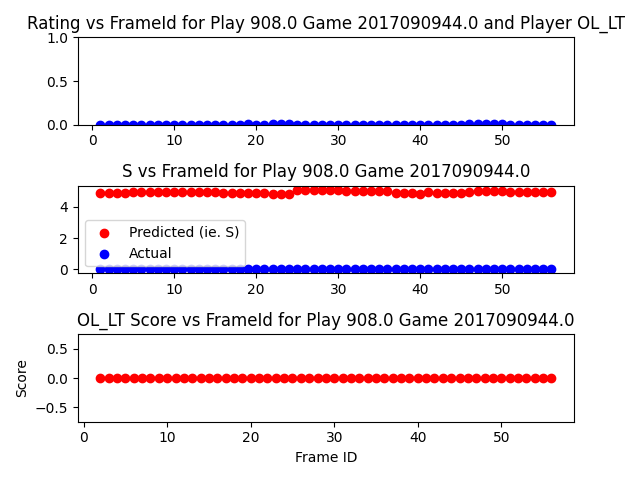 Rating vs FrameId for Play 908.0 Game 2017090944.0 and Player OL_LT
1.0
0.5
0.0
0 10 20 30 40 50
S vs FrameId for Play 908.0 Game 2017090944.0
4
2
0
Predicted (ie. S)
Actual
0 10 20 30 40 50
OL_LT Score vs FrameId for Play 908.0 Game 2017090944.0
Score
0.5
0.0
−0.5
0 10 20 30 40 50
Frame ID